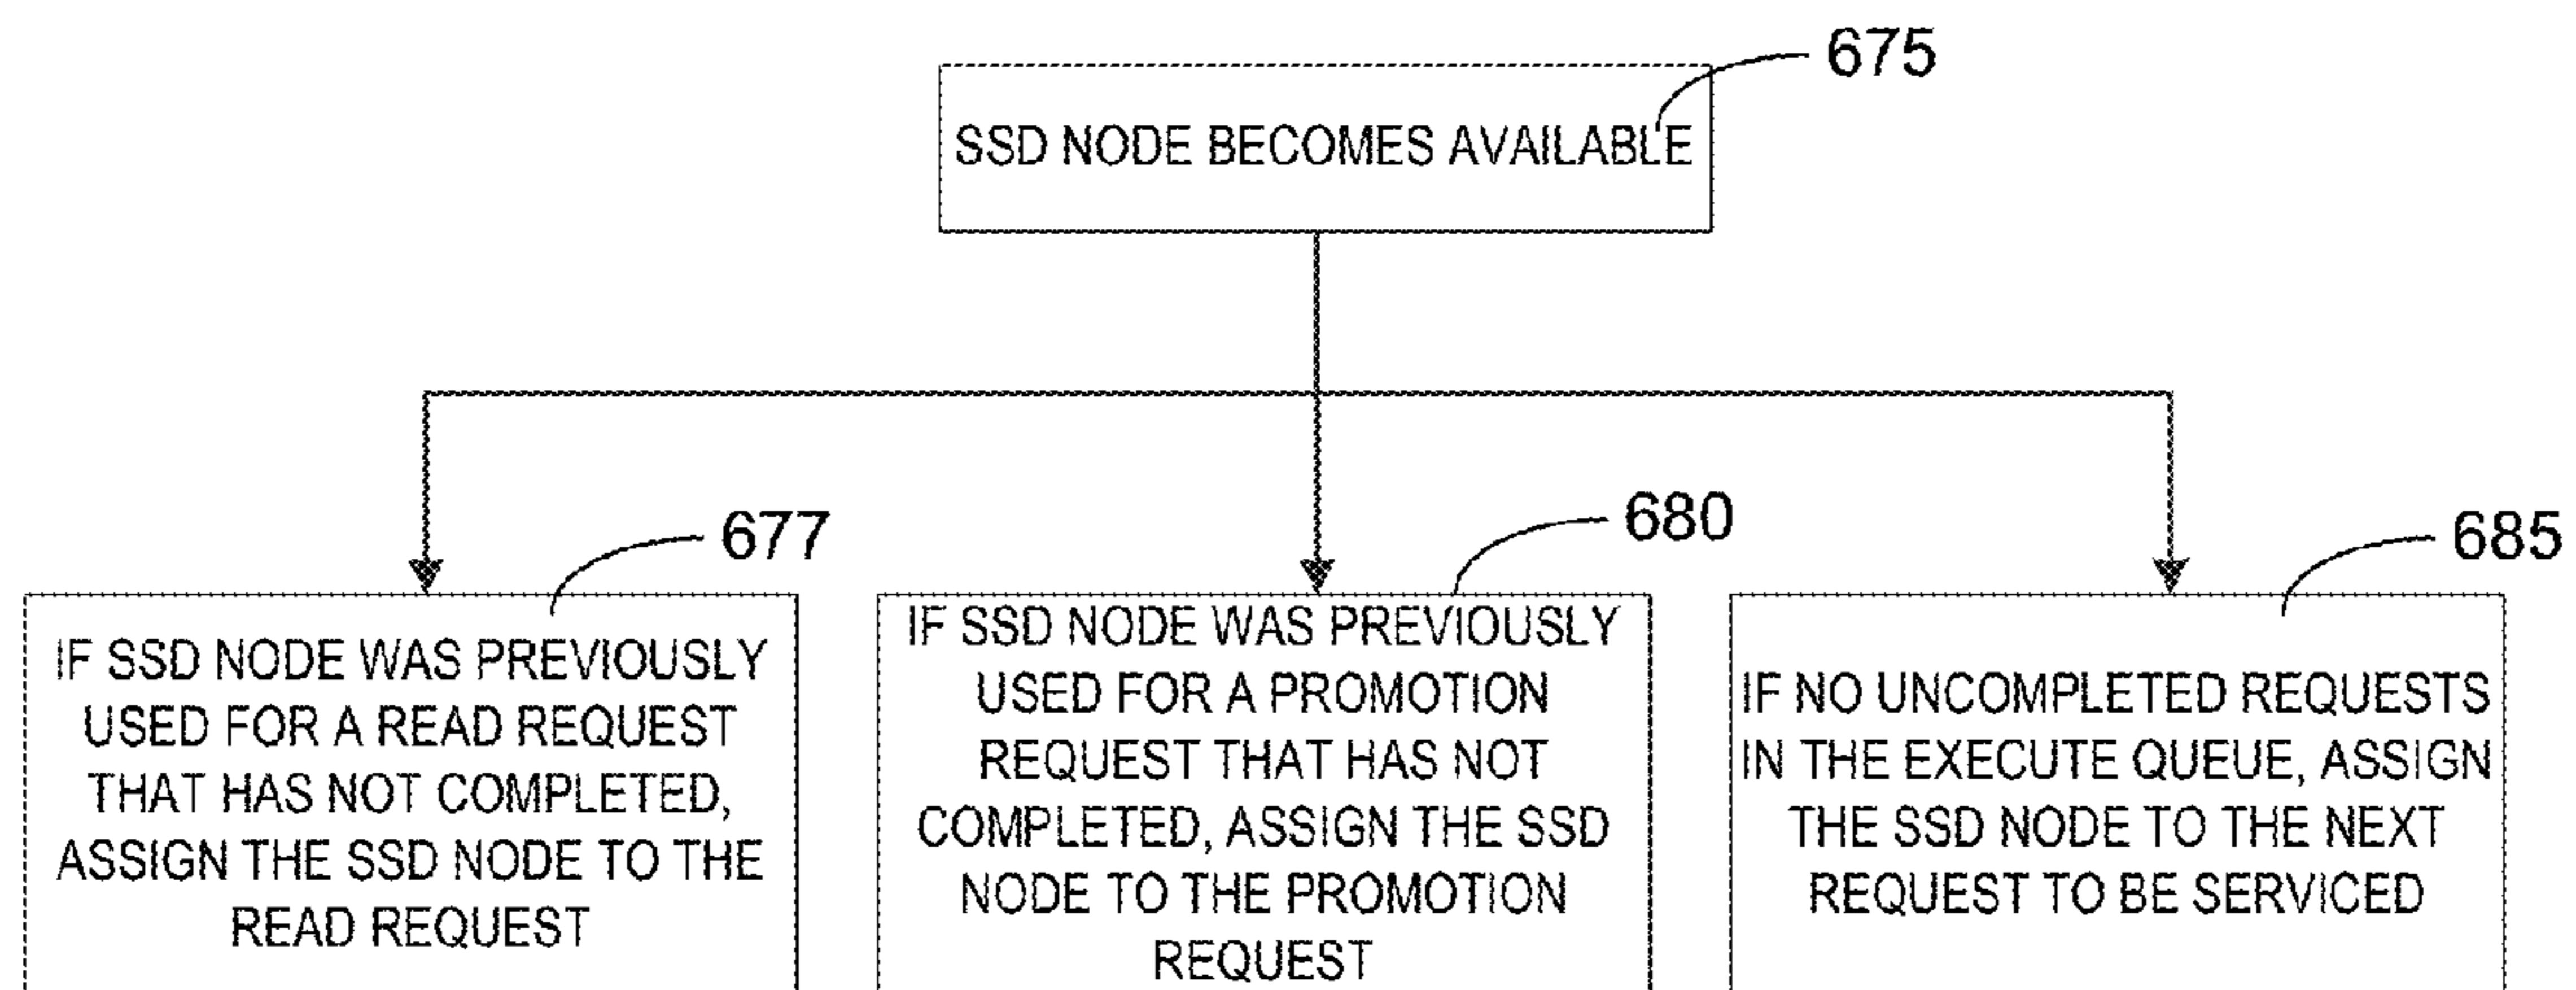 675
SSD NODE BECOMES AVAILABLE
677
IF SSD NODE WAS PREVIOUSLY
USED FOR A READ REQUEST
THAT HAS NOT COMPLETED,
ASSIGN THE SSD NODE TO THE
READ REQUEST
680
IF SSD NODE WAS PREVIOUSLY
USED FOR A PROMOTION
REQUEST THAT HAS NOT
COMPLETED, ASSIGN THE SSD
NODE TO THE PROMOTION
REQUEST
685
IF NO UNCOMPLETED REQUESTS
IN THE EXECUTE QUEUE, ASSIGN
THE SSD NODE TO THE NEXT
REQUEST TO BE SERVICED